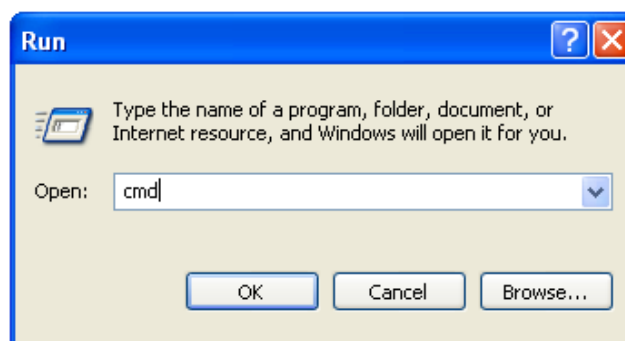 Run
?
Type the name of a program, folder, document, or
Internet resource, and Windows will open it for you.
Open: cmd
OK Cancel Browse...